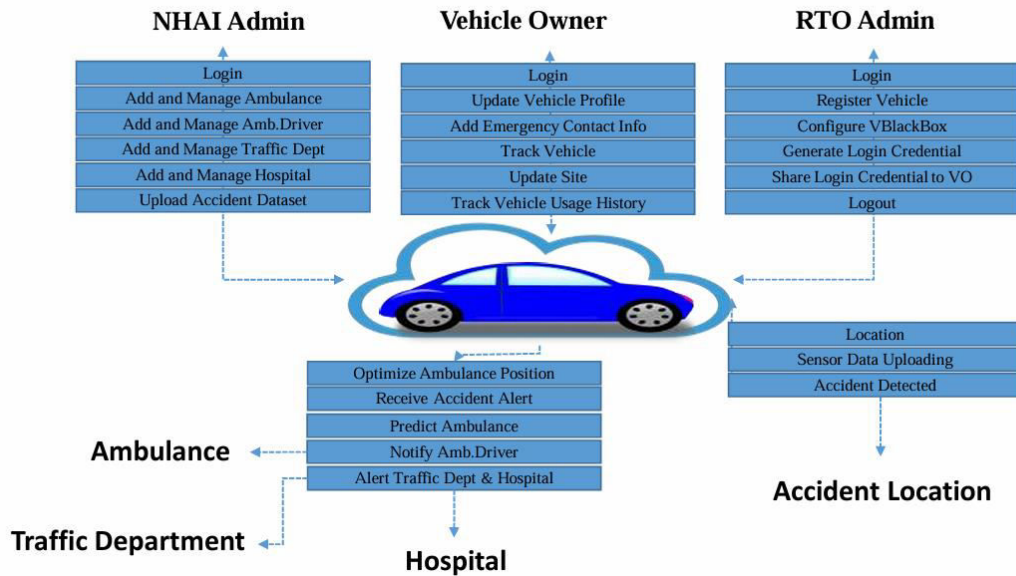 NHAI Admin
Login
Add and Manage Ambulance
Add and Manage Amb.Driver
Add and Manage Traffic Dept
Add and Manage Hospital
Upload Accident Dataset
Vehicle Owner
Login
Update Vehicle Profile
Add Emergency Contact Info
Track Vehicle
Update Site
Track Vehicle Usage History
RTO Admin
Login
Register Vehicle
Configure VBlackBox
Generate Login Credential
Share Login Credential to VO
Logout
Location
Sensor Data Uploading
Accident Detected
Accident Location
Optimize Ambulance Position
Receive Accident Alert
Predict Ambulance
Notify Amb.Driver
Alert Traffic Dept & Hospital
Ambulance
Traffic Department
Hospital